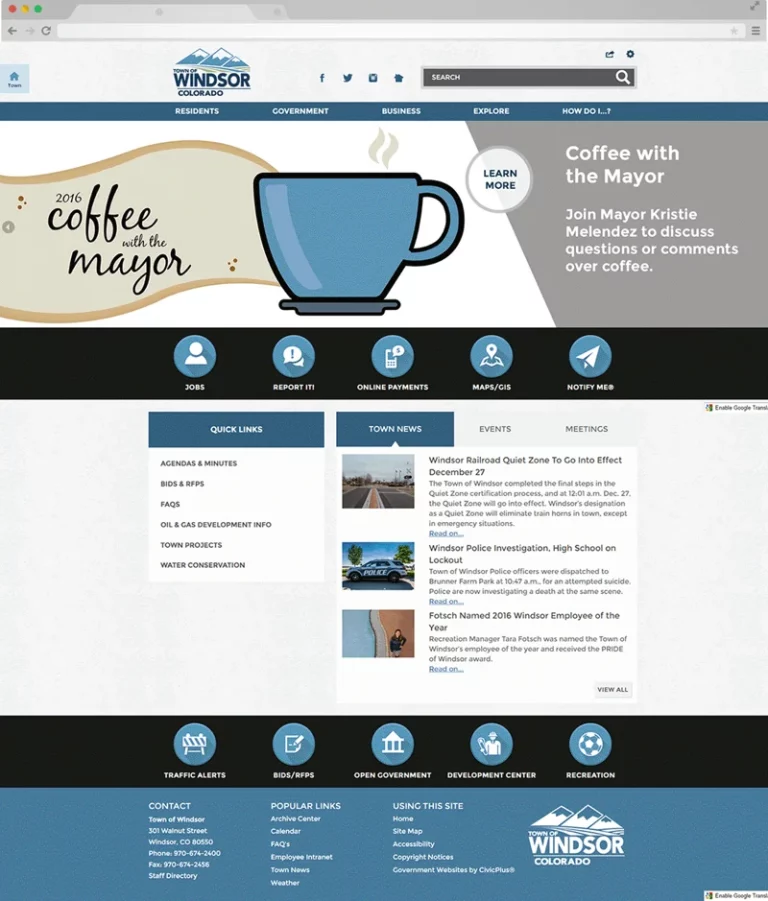 Town
TOWN OF
WINDSOR
COLORADO
SEARCH
RESIDENTS
GOVERNMENT
BUSINESS
EXPLORE
HOW DO I...?
2016
coffee
with the
mayor
LEARN
MORE
Coffee with
the Mayor
Join Mayor Kristie
Melendez to discuss
questions or comments
over coffee.
JOBS
REPORT IT!
ONLINE PAYMENTS
MAPS/GIS
NOTIFY ME®
Enable Google Transl
QUICK LINKS
AGENDAS & MINUTES
BIDS & RFPS
FAQS
OIL & GAS DEVELOPMENT INFO
TOWN PROJECTS
WATER CONSERVATION
TOWN NEWS
EVENTS
MEETINGS
Windsor Railroad Quiet Zone To Go Into Effect
December 27
The Town of Windsor completed the final steps in the
Quiet Zone certification process, and at 12:01 a.m. Dec. 27,
the Quiet Zone will go into effect. Windsor's designation
as a Quiet Zone will eliminate train horns in town, except
in emergency situations.
Read on...
Windsor Police Investigation, High School on
Lockout
Town of Windsor Police officers were dispatched to
Brunner Farm Park at 10:47 a.m., for an attempted suicide.
Police are now investigating a death at the same scene.
Read on...
POLICE
Fotsch Named 2016 Windsor Employee of the
Year
Recreation Manager Tara Fotsch was named the Town of
Windsor's employee of the year and received the PRIDE
of Windsor award.
Read on...
VIEW ALL
TRAFFIC ALERTS
BIDS/RFPS
OPEN GOVERNMENT
DEVELOPMENT CENTER
RECREATION
CONTACT
Town of Windsor
301 Walnut Street
Windsor, CO 80550
Phone: 970-674-2400
Fax: 970-674-2456
Staff Directory
POPULAR LINKS
Archive Center
Calendar
FAQ's
Employee Intranet
Town News
Weather
USING THIS SITE
Home
Site Map
Accessibility
Copyright Notices
Government Websites by CivicPlus®
TOWN OF
WINDSOR
COLORADO
Enable Google Transl